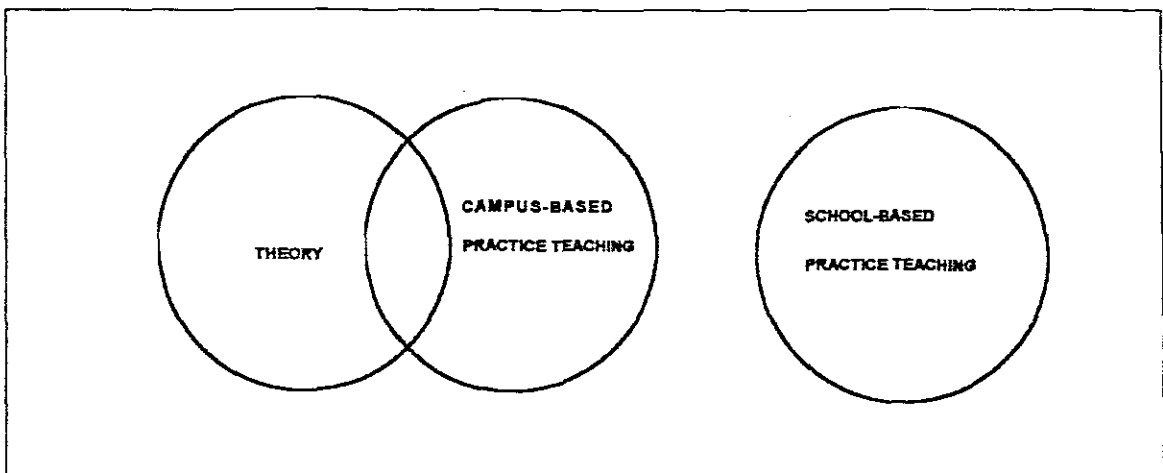 THEORY
CAMPUS-BASED
PRACTICE TEACHING
SCHOOL-BASED
PRACTICE TEACHING